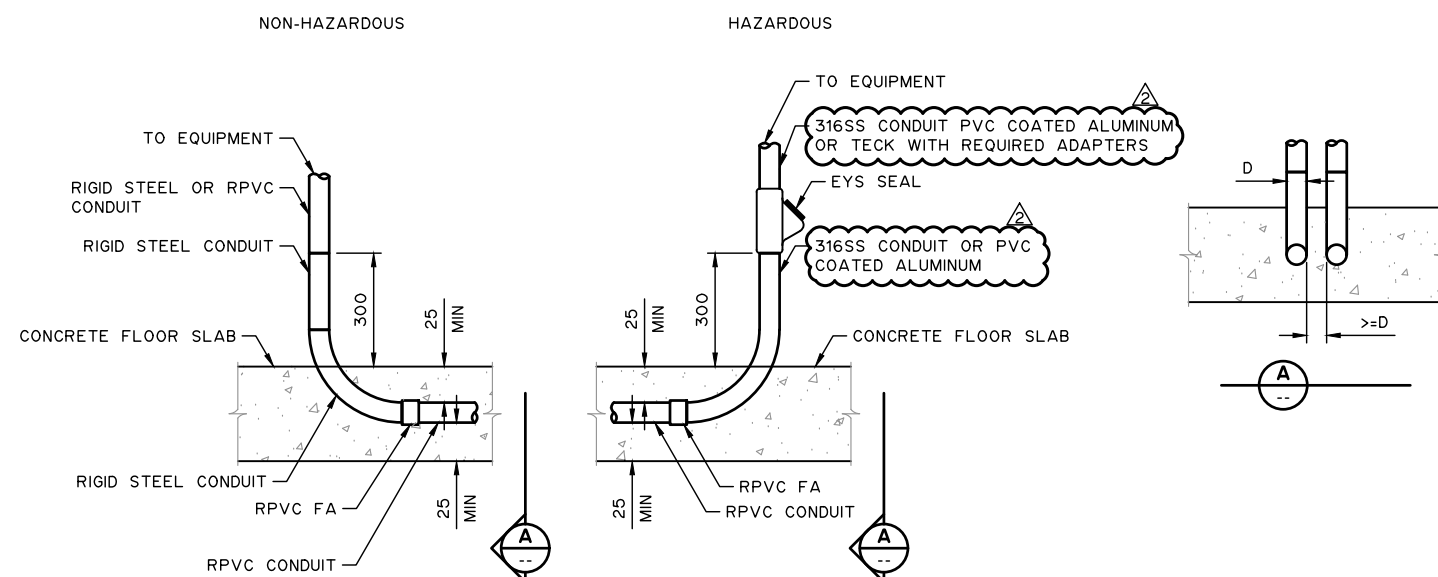 NON-HAZARDOUS
TO EQUIPMENT
RIGID STEEL OR RPVC
CONDUIT
RIGID STEEL CONDUIT
300
25
MIN
CONCRETE FLOOR SLAB
RIGID STEEL CONDUIT
RPVC FA
RPVC CONDUIT
25
MIN
A
--
HAZARDOUS
TO EQUIPMENT
2
316SS CONDUIT PVC COATED ALUMINUM
OR TECK WITH REQUIRED ADAPTERS
EYS SEAL
2
316SS CONDUIT OR PVC
COATED ALUMINUM
25
MIN
300
CONCRETE FLOOR SLAB
RPVC FA
RPVC CONDUIT
25
MIN
A
--
D
>=D
A
--